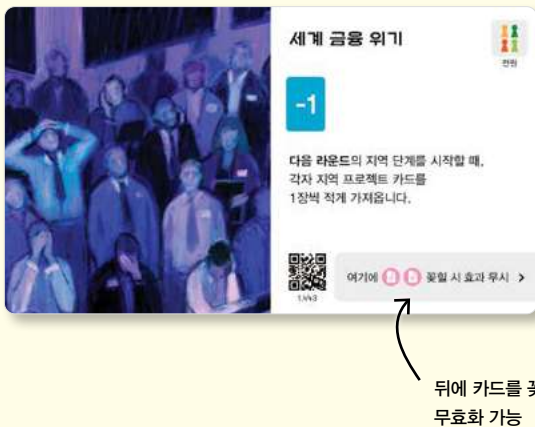 세계 금융 위기
전원
-1
다음 라운드의 지역 단계를 시작할 때,
각자 지역 프로젝트 카드를
1장씩 적게 가져옵니다.
여기에 꽂힐 시 효과 무시 >
뒤에 카드를
무효화 가능